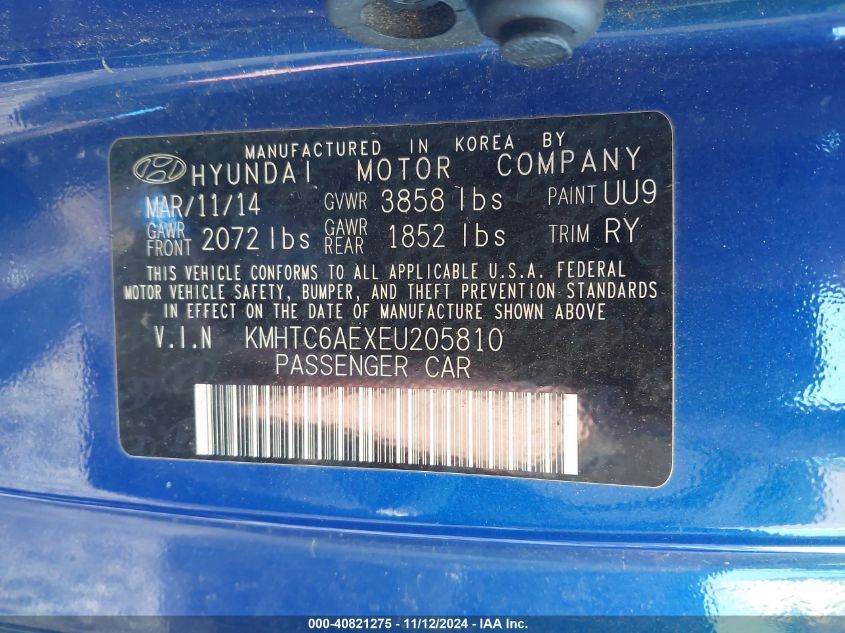 MANUFACTURED IN KOREA BY
HYUNDAI MOTOR COMPANY
MAR/11/14 GVWR 3858 lbs PAINT UU9
GAWR FRONT 2072 lbs GAWR REAR 1852 lbs TRIM RY
THIS VEHICLE CONFORMS TO ALL APPLICABLE U.S.A. FEDERAL
MOTOR VEHICLE SAFETY, BUMPER, AND THEFT PREVENTION STANDARDS
IN EFFECT ON THE DATE OF MANUFACTURE SHOWN ABOVE
V.I.N KMHTC6AEXEU205810
PASSENGER CAR
000-40821275 - 11/12/2024 - IAA Inc.